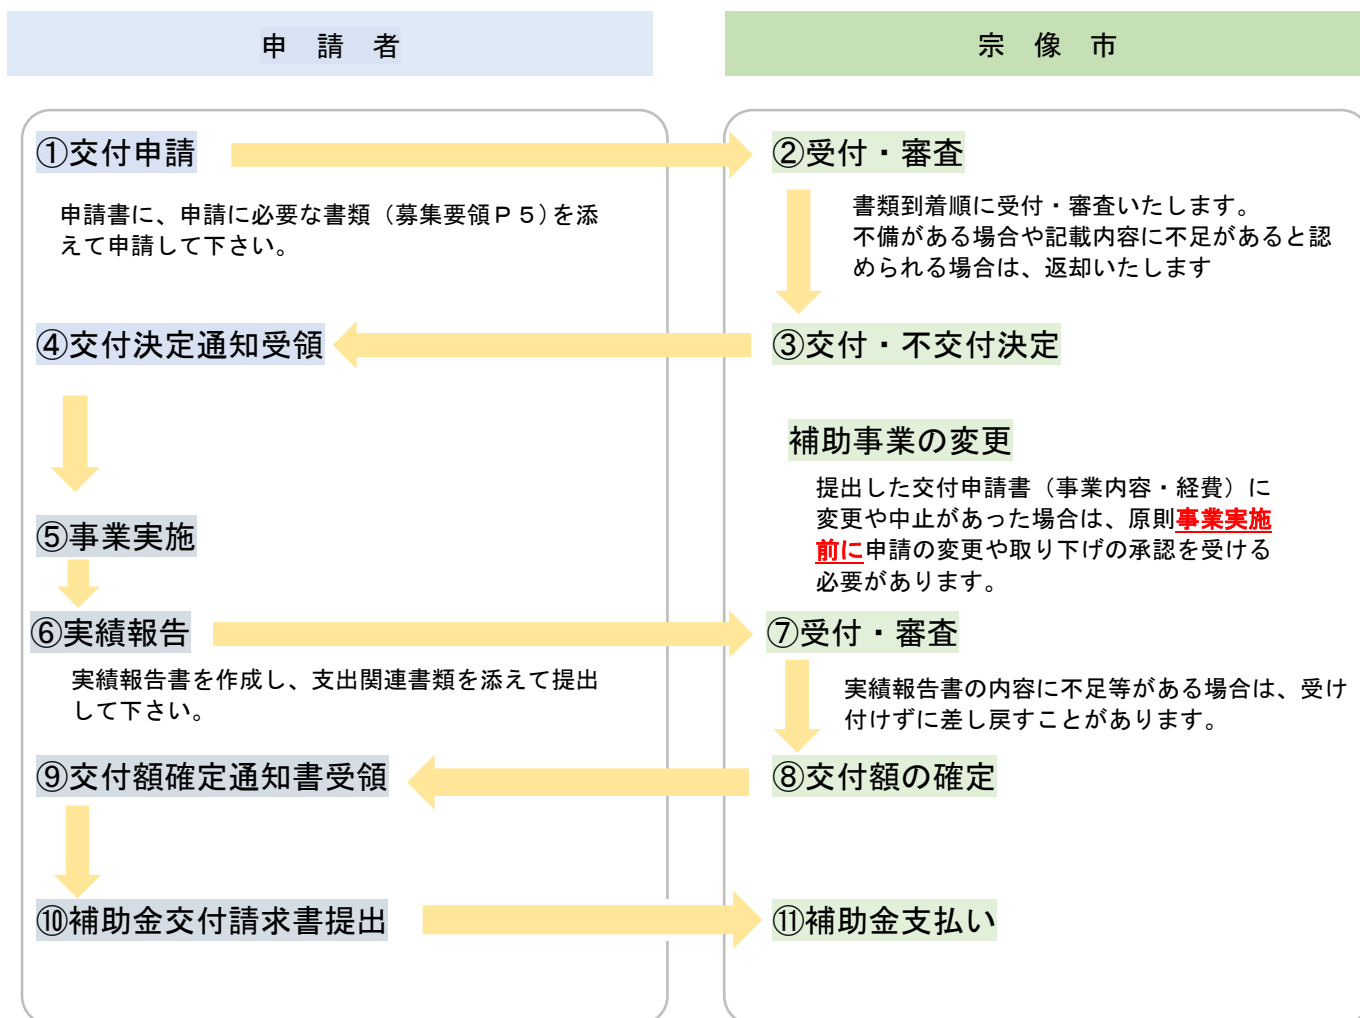 申　請　者
宗　像　市
①交付申請
②受付・審査
申請書に、申請に必要な書類（募集要領Ｐ５）を添
えて申請して下さい。
書類到着順に受付・審査いたします。
不備がある場合や記載内容に不足があると認
められる場合は、返却いたします
④交付決定通知受領
③交付・不交付決定
補助事業の変更
提出した交付申請書（事業内容・経費）に
変更や中止があった場合は、原則事業実施
前に申請の変更や取り下げの承認を受ける
必要があります。
⑤事業実施
⑥実績報告
⑦受付・審査
実績報告書を作成し、支出関連書類を添えて提出
して下さい。
実績報告書の内容に不足等がある場合は、受け
付けずに差し戻すことがあります。
⑨交付額確定通知書受領
⑧交付額の確定
⑩補助金交付請求書提出
⑪補助金支払い